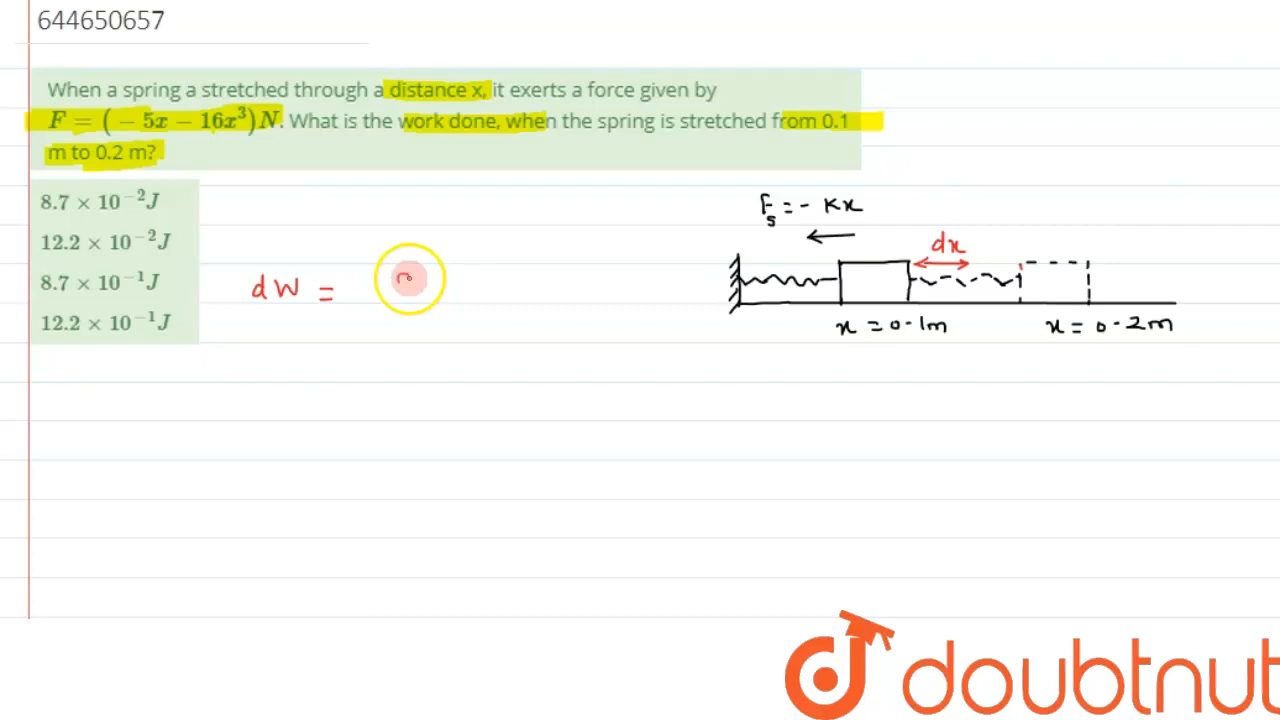 644650657
When a spring a stretched through a distance x, it exerts a force given by
F = (−5x − 16x³)N. What is the work done, when the spring is stretched from 0.1
m to 0.2 m?
8.7 × 10⁻²J
12.2 × 10⁻²J
8.7 × 10⁻¹J
12.2 × 10⁻¹J
Fs = - Kx
dx
dW =
x = 0.1m
x = 0.2m
doubtnut